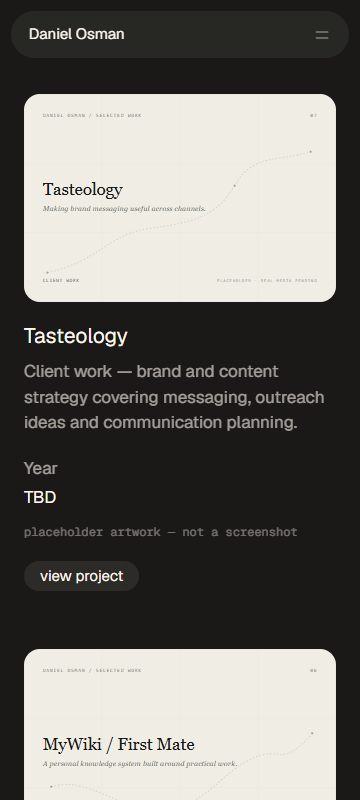 Daniel Osman
DANIEL OSMAN / SELECTED WORK
07
Tasteology
Making brand messaging useful across channels.
CLIENT WORK
PLACEHOLDER · REAL MEDIA PENDING
Tasteology
Client work — brand and content
strategy covering messaging, outreach
ideas and communication planning.
Year
TBD
placeholder artwork — not a screenshot
view project
DANIEL OSMAN / SELECTED WORK
06
MyWiki / First Mate
A personal knowledge system built around practical work.